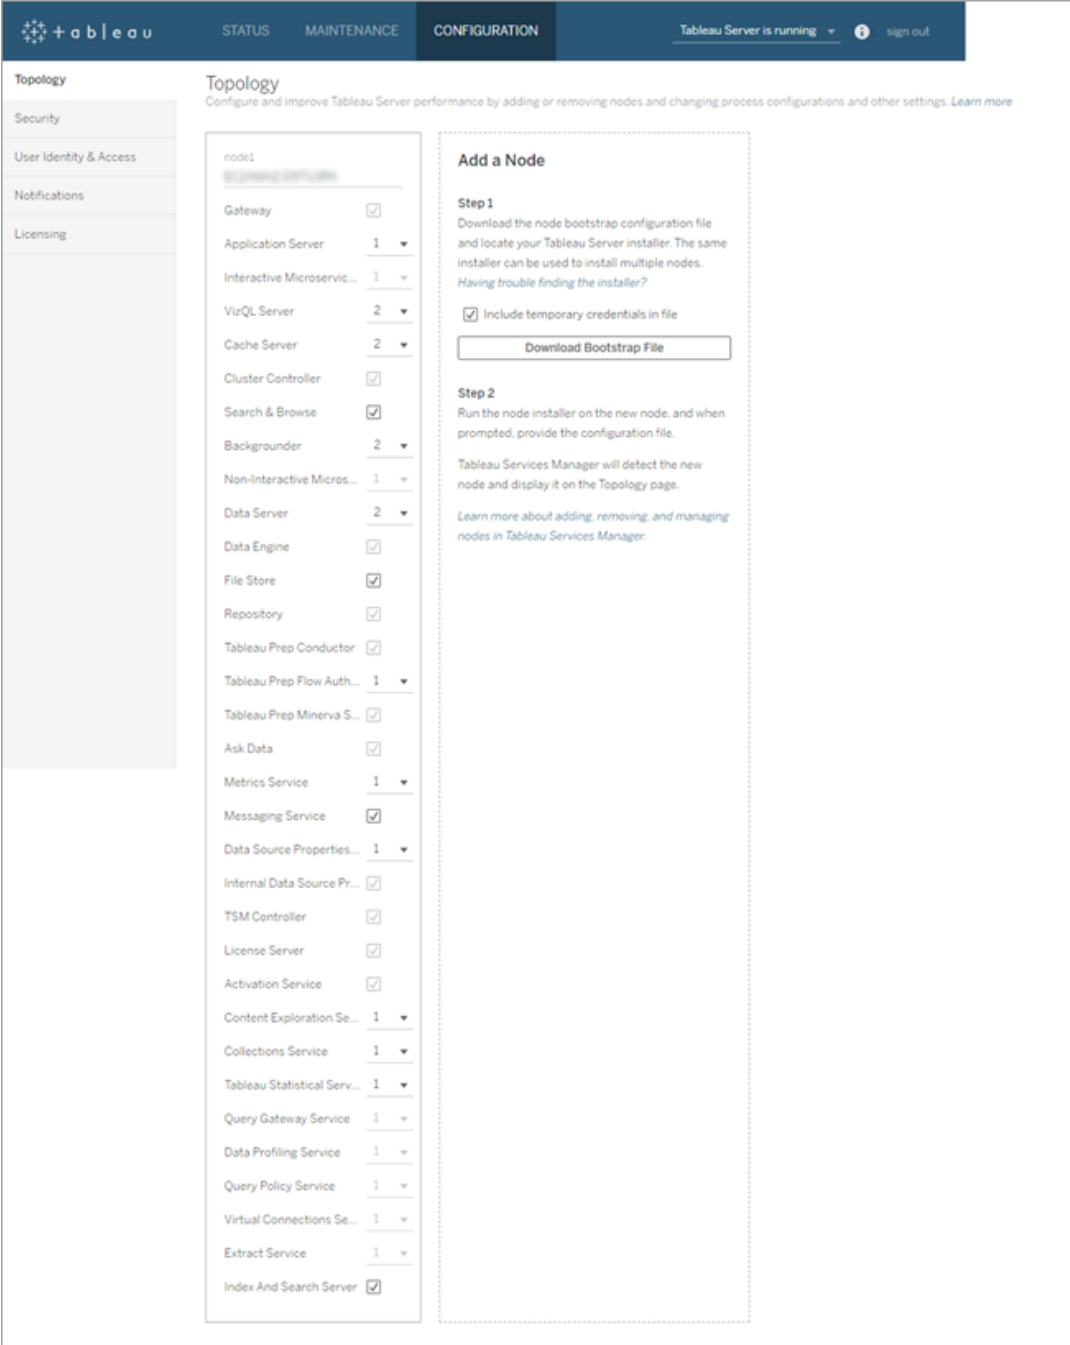 +ableau
STATUS
MAINTENANCE
CONFIGURATION
Tableau Server is running
sign out
Topology
Security
User Identity & Access
Notifications
Licensing
Topology
Configure and improve Tableau Server performance by adding or removing nodes and changing process configurations and other settings. Learn more
node1
Gateway
Application Server 1
Interactive Microservic... 1
VizQL Server 2
Cache Server 2
Cluster Controller
Search & Browse
Backgrounder 2
Non-Interactive Micros... 1
Data Server 2
Data Engine
File Store
Repository
Tableau Prep Conductor
Tableau Prep Flow Auth... 1
Tableau Prep Minerva S...
Ask Data
Metrics Service 1
Messaging Service
Data Source Properties... 1
Internal Data Source Pr...
TSM Controller
License Server
Activation Service
Content Exploration Se... 1
Collections Service 1
Tableau Statistical Serv... 1
Query Gateway Service 1
Data Profiling Service 1
Query Policy Service 1
Virtual Connections Se... 1
Extract Service 1
Index And Search Server
Add a Node
Step 1
Download the node bootstrap configuration file
and locate your Tableau Server installer. The same
installer can be used to install multiple nodes.
Having trouble finding the installer?
Include temporary credentials in file
Download Bootstrap File
Step 2
Run the node installer on the new node, and when
prompted, provide the configuration file.
Tableau Services Manager will detect the new
node and display it on the Topology page.
Learn more about adding, removing, and managing
nodes in Tableau Services Manager.